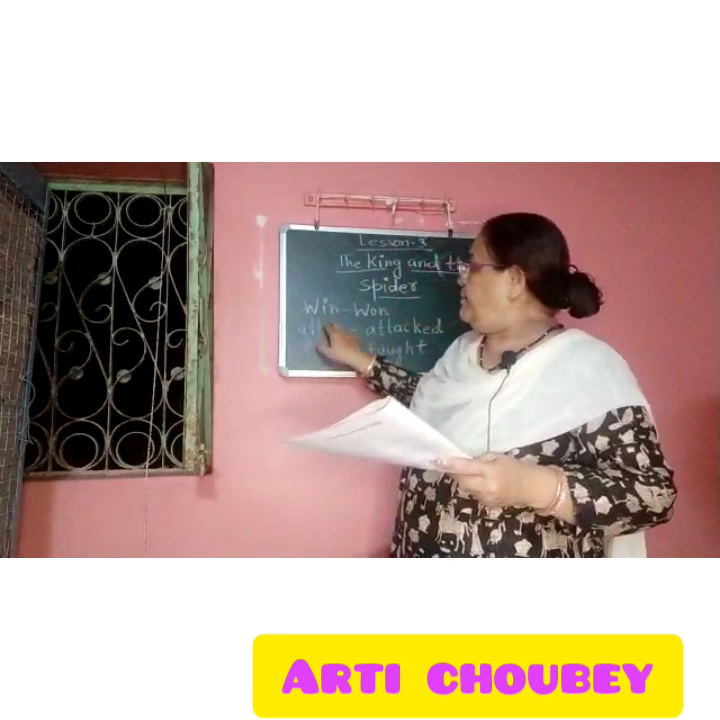 Lesson-3
The King and
Spider
Win-Won
- attacked
ARTI CHOUBEY